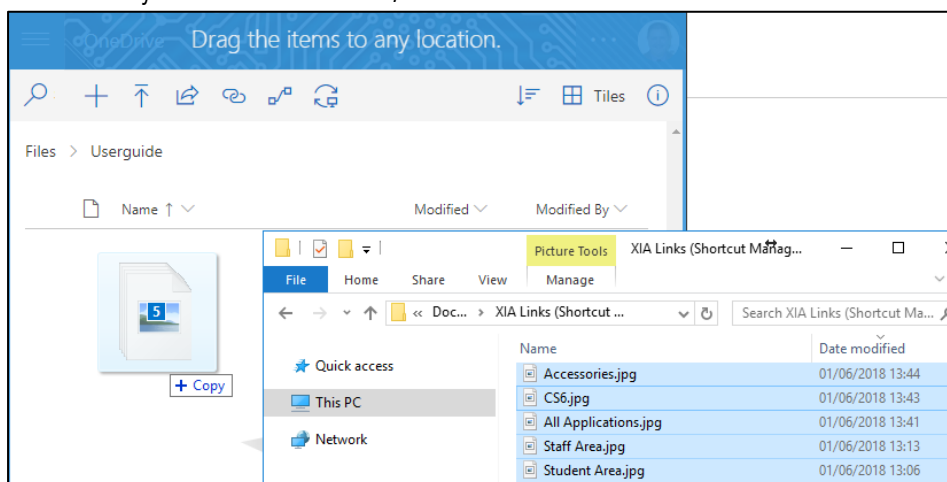 OneDrive Drag the items to any location.
Tiles
Files > Userguide
Name Modified Modified By
Picture Tools XIA Links (Shortcut Manag...
File Home Share View Manage
« Doc... > XIA Links (Shortcut ... Search XIA Links (Shortcut Ma...
5
+ Copy
Quick access
This PC
Network
Name Date modified
Accessories.jpg 01/06/2018 13:44
CS6.jpg 01/06/2018 13:43
All Applications.jpg 01/06/2018 13:41
Staff Area.jpg 01/06/2018 13:13
Student Area.jpg 01/06/2018 13:06